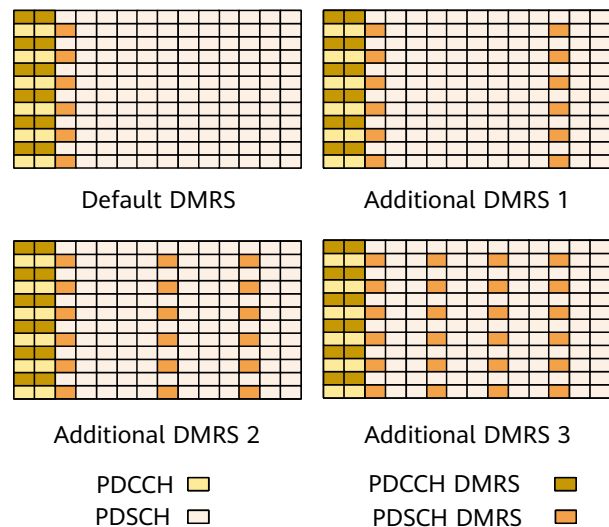 Default DMRS
Additional DMRS 1
Additional DMRS 2
Additional DMRS 3
PDCCH
PDCCH DMRS
PDSCH
PDSCH DMRS